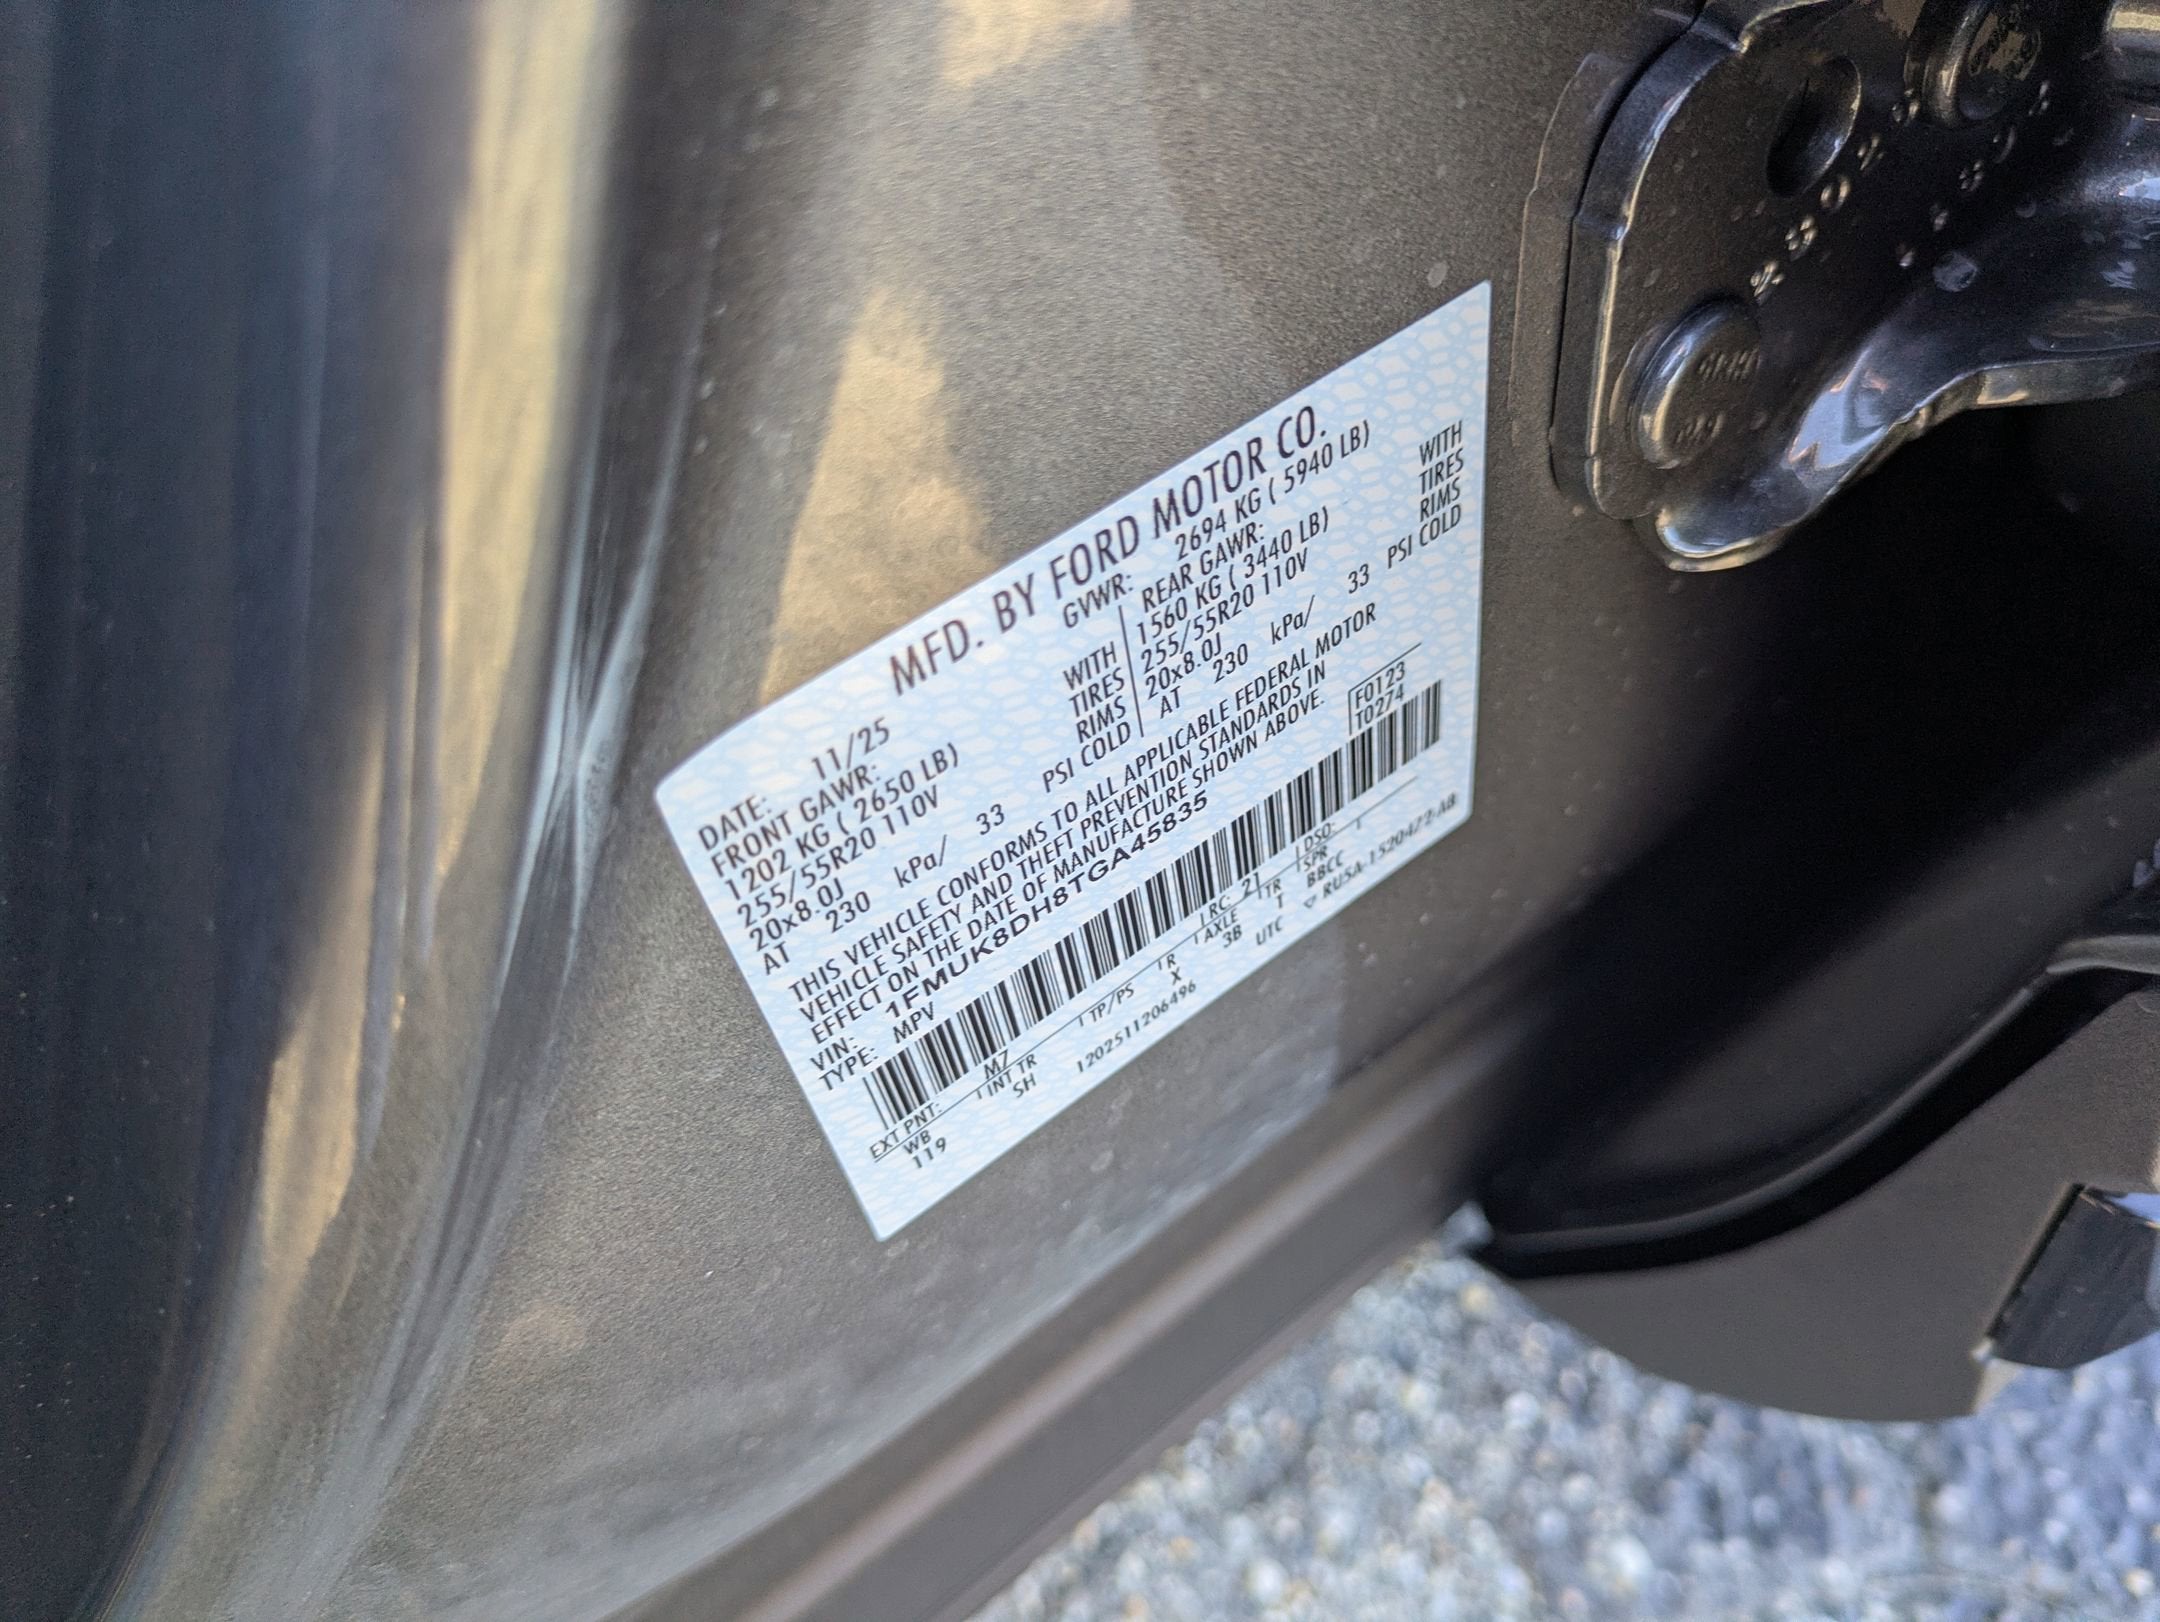 MFD. BY FORD MOTOR CO.
DATE: 11/25 GVWR: 2694 KG ( 5940 LB)
FRONT GAWR: REAR GAWR:
1202 KG ( 2650 LB) WITH 1560 KG ( 3440 LB) WITH
255/55R20 110V TIRES 255/55R20 110V TIRES
20x8.0J RIMS 20x8.0J RIMS
AT 230 kPa/ 33 PSI COLD AT 230 kPa/ 33 PSI COLD
THIS VEHICLE CONFORMS TO ALL APPLICABLE FEDERAL MOTOR
VEHICLE SAFETY AND THEFT PREVENTION STANDARDS IN
EFFECT ON THE DATE OF MANUFACTURE SHOWN ABOVE.
F0123
T0274
VIN: 1FMUK8DH8TGA45835
TYPE: MPV
EXT PNT: M7 RC: 21 DSO:
WB INT TR TP/PS R AXLE TR SPR
119 SH X 3B T BBCC
1202511206496 UTC RU5A-1520472-AB